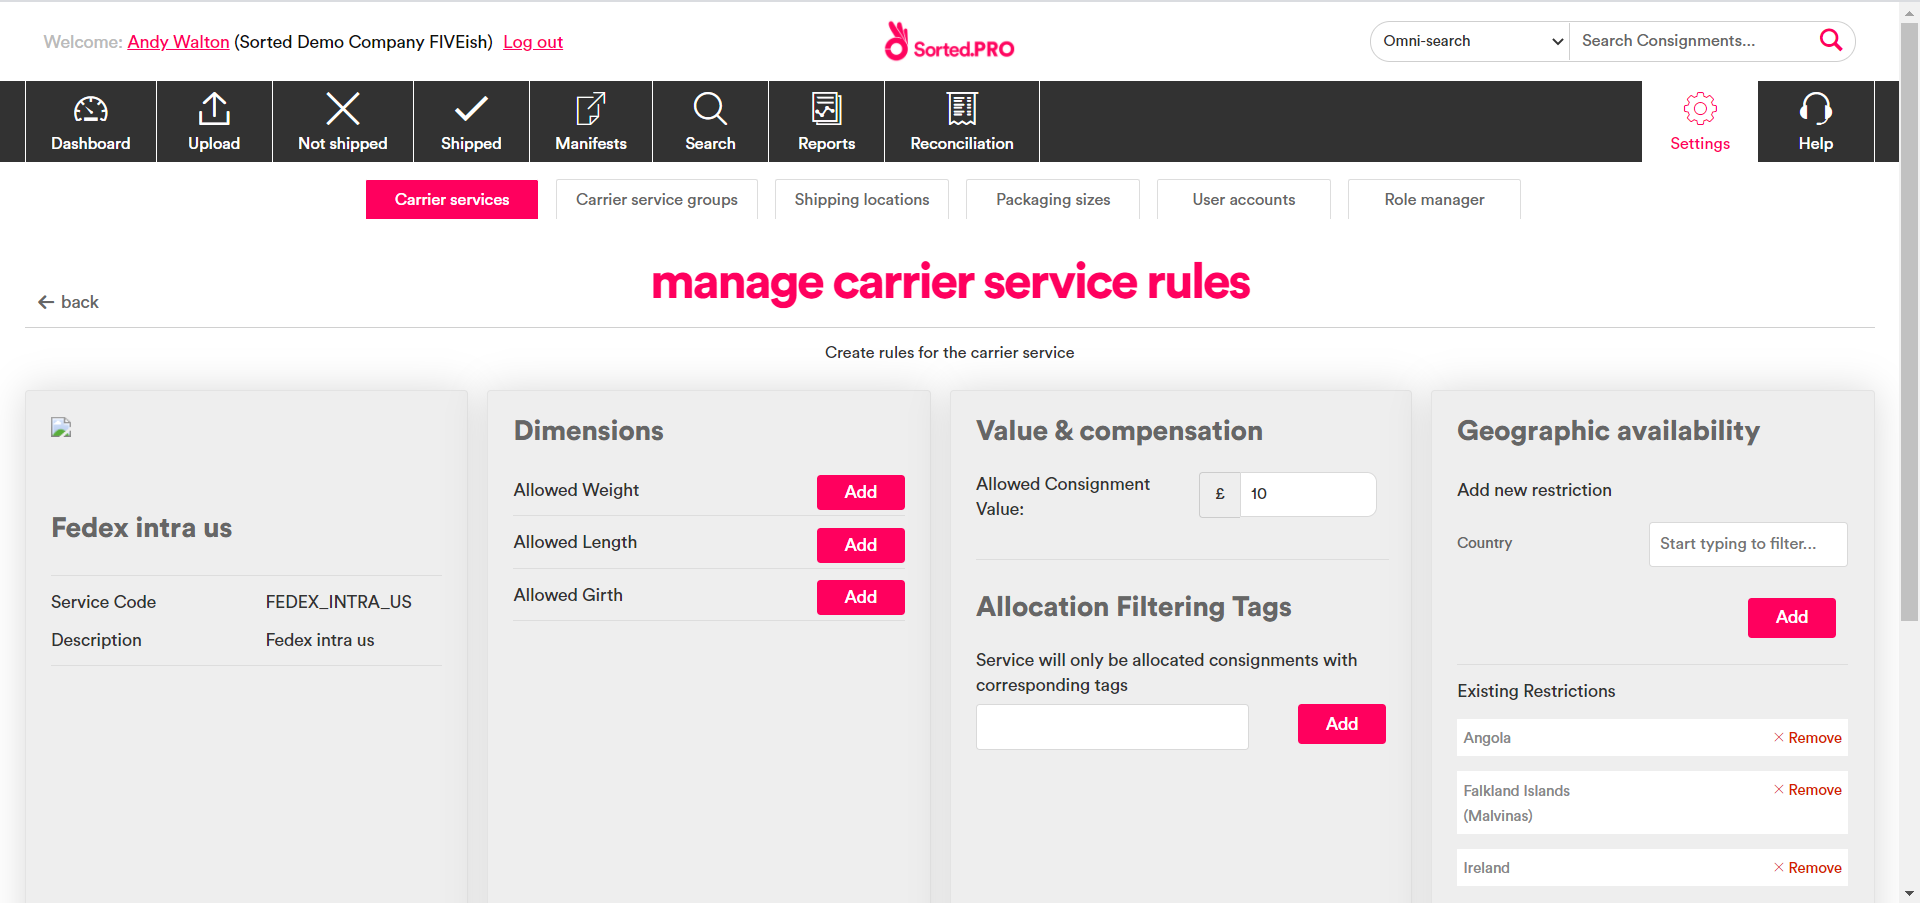 Welcome: Andy Walton (Sorted Demo Company FIVEish) Log out
Sorted.PRO
Omni-search
Search Consignments...
Dashboard
Upload
Not shipped
Shipped
Manifests
Search
Reports
Reconciliation
Settings
Help
Carrier services
Carrier service groups
Shipping locations
Packaging sizes
User accounts
Role manager
back
manage carrier service rules
Create rules for the carrier service
Fedex intra us
Service Code FEDEX_INTRA_US
Description Fedex intra us
Dimensions
Allowed Weight Add
Allowed Length Add
Allowed Girth Add
Value & compensation
Allowed Consignment
Value:
£ 10
Allocation Filtering Tags
Service will only be allocated consignments with
corresponding tags
Add
Geographic availability
Add new restriction
Country Start typing to filter...
Add
Existing Restrictions
Angola Remove
Falkland Islands Remove
(Malvinas)
Ireland Remove